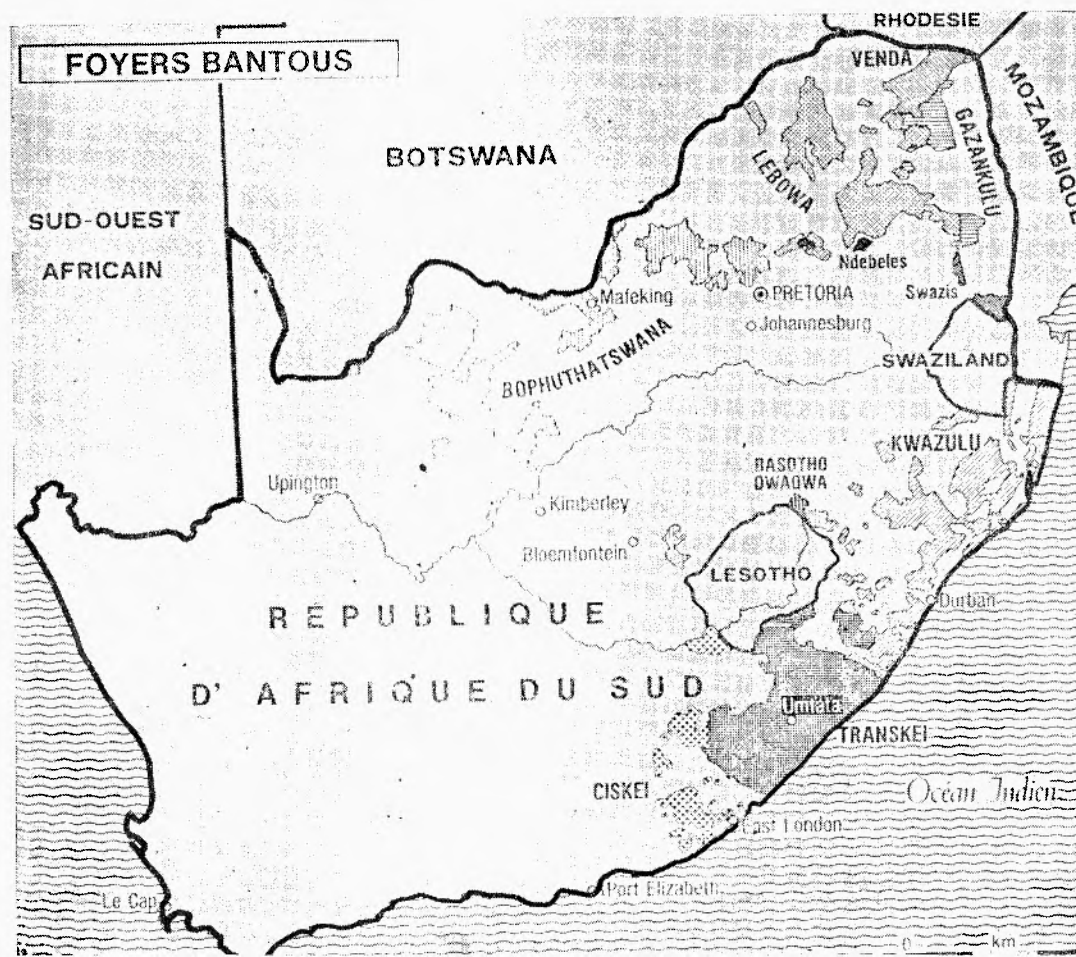 RHODESIE
FOYERS BANTOUS
VENDA
MOZAMBIQUE
BOTSWANA
GAZANKULU
LEBOWA
SUD-OUEST
AFRICAIN
Ndebeles
Mafeking
PRETORIA
Swazis
Johannesburg
BOPHUTHATSWANA
SWAZILAND
KWAZULU
BASOTHO
QWAQWA
Upington
Kimberley
Bloemfontein
LESOTHO
Durban
RÉPUBLIQUE
D'AFRIQUE DU SUD
Umtata
TRANSKEI
CISKEI
Océan Indien
East London
Port Elizabeth
Le Cap
0 km